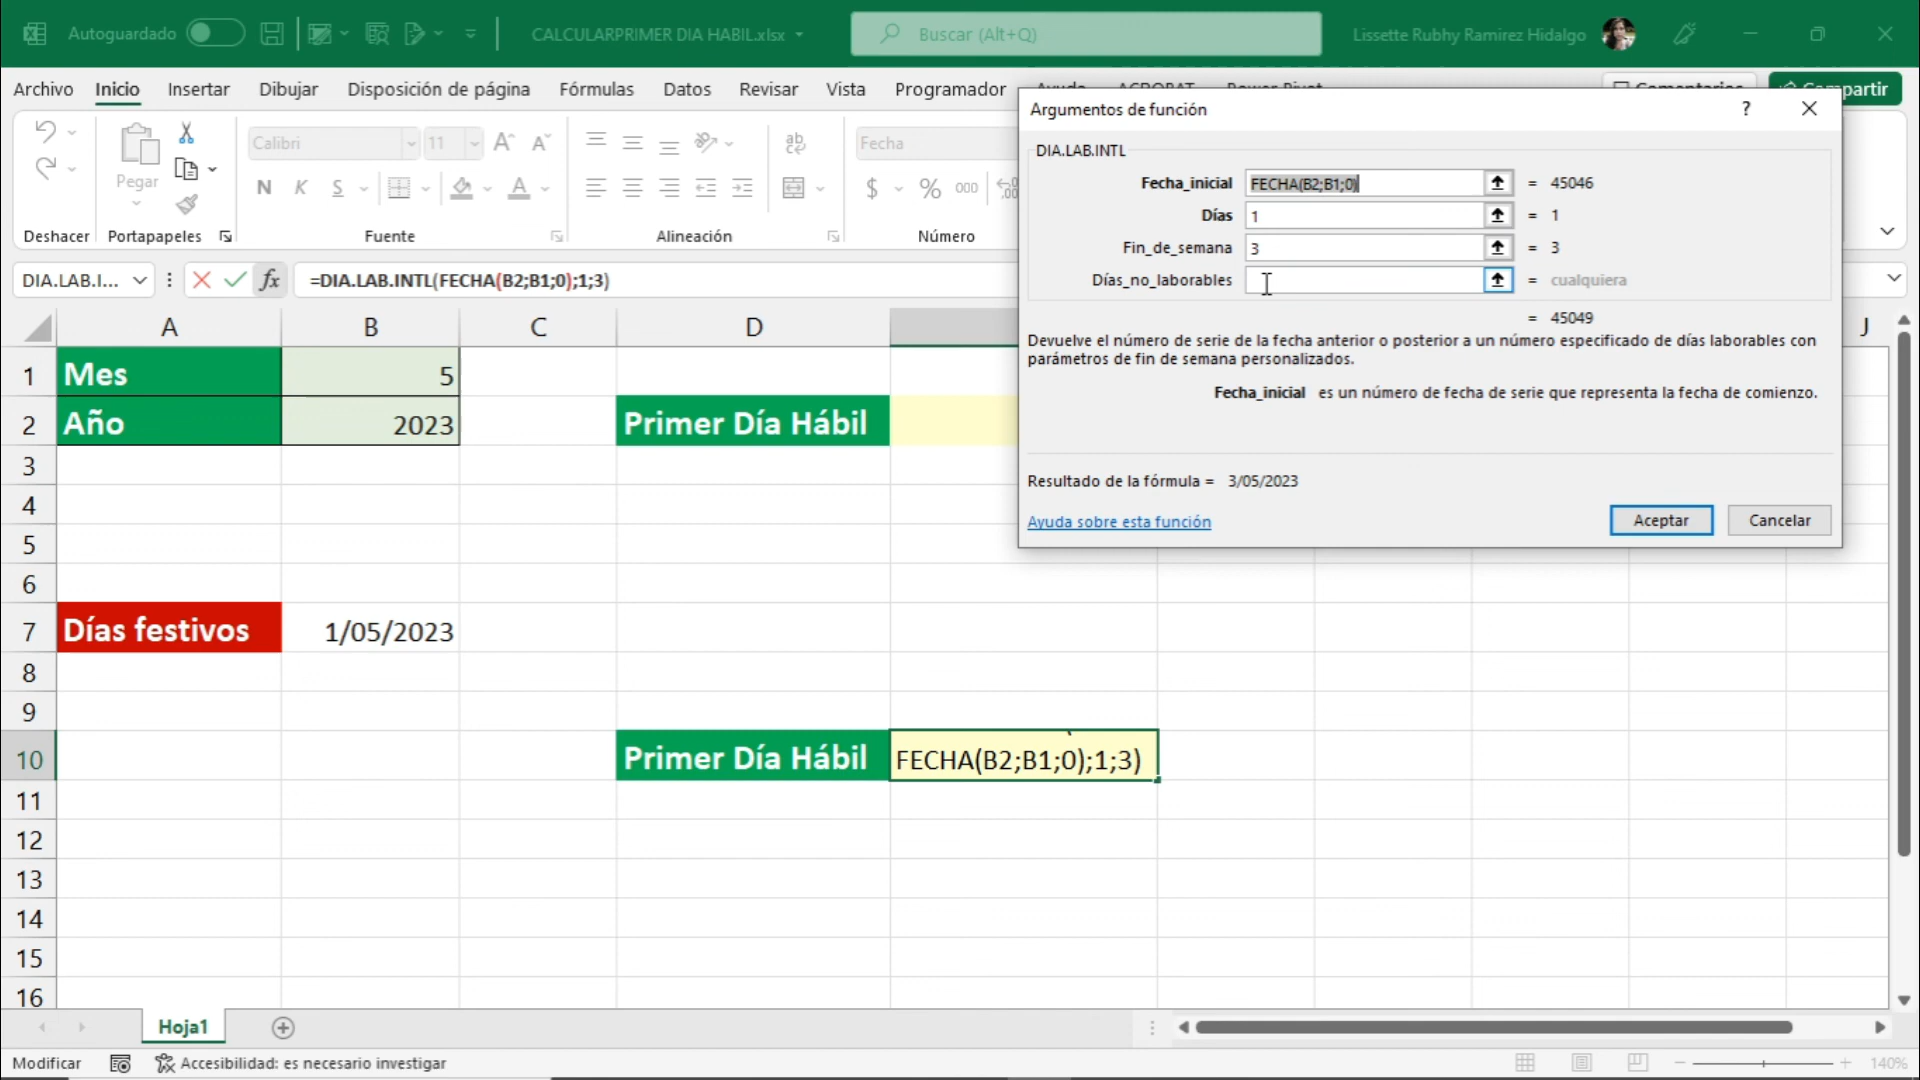 Autoguardado
CALCULARPRIMER DIA HABIL.xlsx
Buscar (Alt+Q)
Lissette Rubhy Ramirez Hidalgo
Archivo Inicio Insertar Dibujar Disposición de página Fórmulas Datos Revisar Vista Programador Ayuda ACROBAT Power Pivot Comentarios Compartir
Pegar
Calibri 11
N K S
ab
Fecha
$ % 000
Deshacer Portapapeles Fuente Alineación Número
DIA.LAB.I... fx =DIA.LAB.INTL(FECHA(B2;B1;0);1;3)
Argumentos de función ?
DIA.LAB.INTL
Fecha_inicial FECHA(B2;B1;0) = 45046
Días 1 = 1
Fin_de_semana 3 = 3
Días_no_laborables = cualquiera
= 45049
Devuelve el número de serie de la fecha anterior o posterior a un número especificado de días laborables con
parámetros de fin de semana personalizados.
Fecha_inicial es un número de fecha de serie que representa la fecha de comienzo.
Resultado de la fórmula = 3/05/2023
Ayuda sobre esta función
Aceptar Cancelar
A B C D J
1 Mes 5
2 Año 2023 Primer Día Hábil
3
4
5
6
7 Días festivos 1/05/2023
8
9
10 Primer Día Hábil FECHA(B2;B1;0);1;3)
11
12
13
14
15
16
Hoja1
Modificar Accesibilidad: es necesario investigar 140%